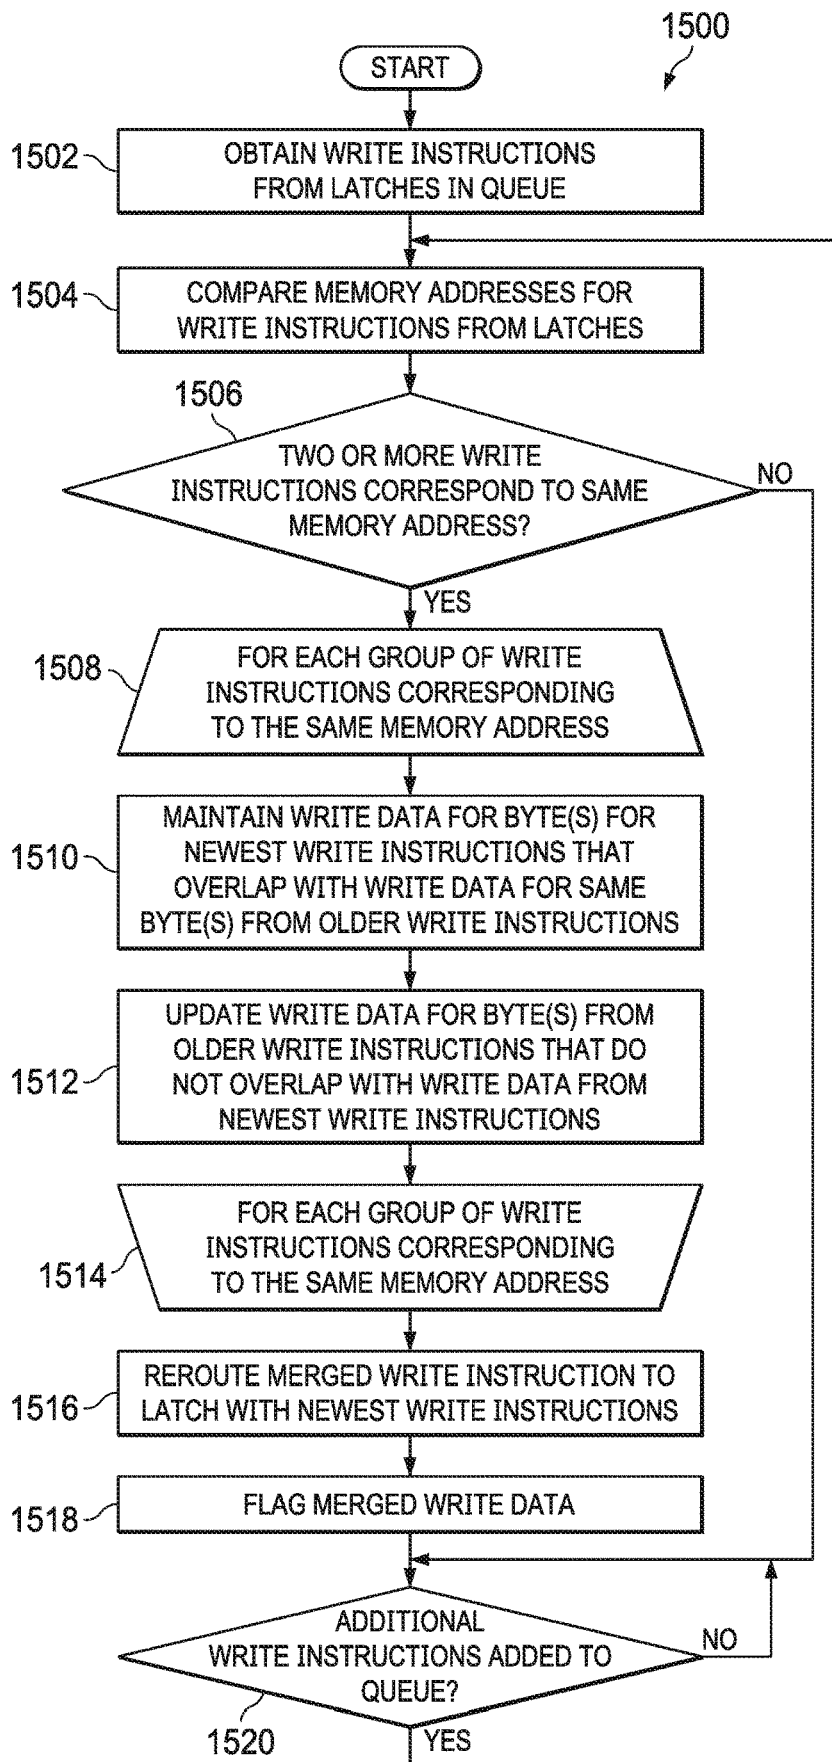 1500
START
1502
OBTAIN WRITE INSTRUCTIONS
FROM LATCHES IN QUEUE
1504
COMPARE MEMORY ADDRESSES FOR
WRITE INSTRUCTIONS FROM LATCHES
1506
TWO OR MORE WRITE
INSTRUCTIONS CORRESPOND TO SAME
MEMORY ADDRESS?
NO
YES
1508
FOR EACH GROUP OF WRITE
INSTRUCTIONS CORRESPONDING
TO THE SAME MEMORY ADDRESS
1510
MAINTAIN WRITE DATA FOR BYTE(S) FOR
NEWEST WRITE INSTRUCTIONS THAT
OVERLAP WITH WRITE DATA FOR SAME
BYTE(S) FROM OLDER WRITE INSTRUCTIONS
1512
UPDATE WRITE DATA FOR BYTE(S) FROM
OLDER WRITE INSTRUCTIONS THAT DO
NOT OVERLAP WITH WRITE DATA FROM
NEWEST WRITE INSTRUCTIONS
1514
FOR EACH GROUP OF WRITE
INSTRUCTIONS CORRESPONDING
TO THE SAME MEMORY ADDRESS
1516
REROUTE MERGED WRITE INSTRUCTION TO
LATCH WITH NEWEST WRITE INSTRUCTIONS
1518
FLAG MERGED WRITE DATA
ADDITIONAL
WRITE INSTRUCTIONS ADDED TO
QUEUE?
NO
1520
YES